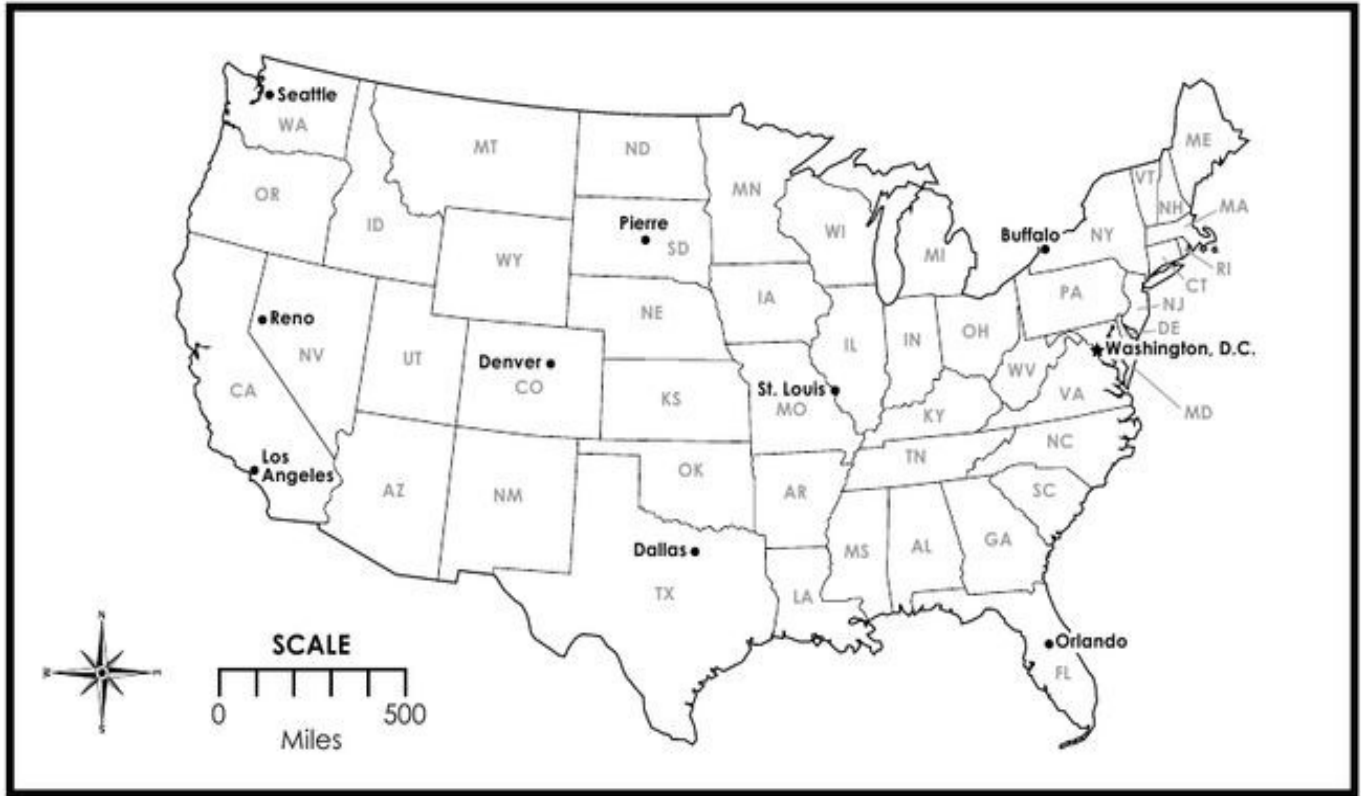 Seattle
WA
MT
ND
MN
ME
VT
NH
MA
OR
ID
Pierre
SD
WI
MI
Buffalo
NY
RI
CT
WY
IA
PA
NJ
DE
Reno
NV
UT
NE
IL
IN
OH
Washington, D.C.
Denver
CO
CA
KS
St. Louis
MO
WV
VA
MD
KY
Los
Angeles
AZ
NM
OK
AR
TN
NC
SC
Dallas
TX
LA
MS
AL
GA
Orlando
FL
N
W
E
S
SCALE
0 500
Miles